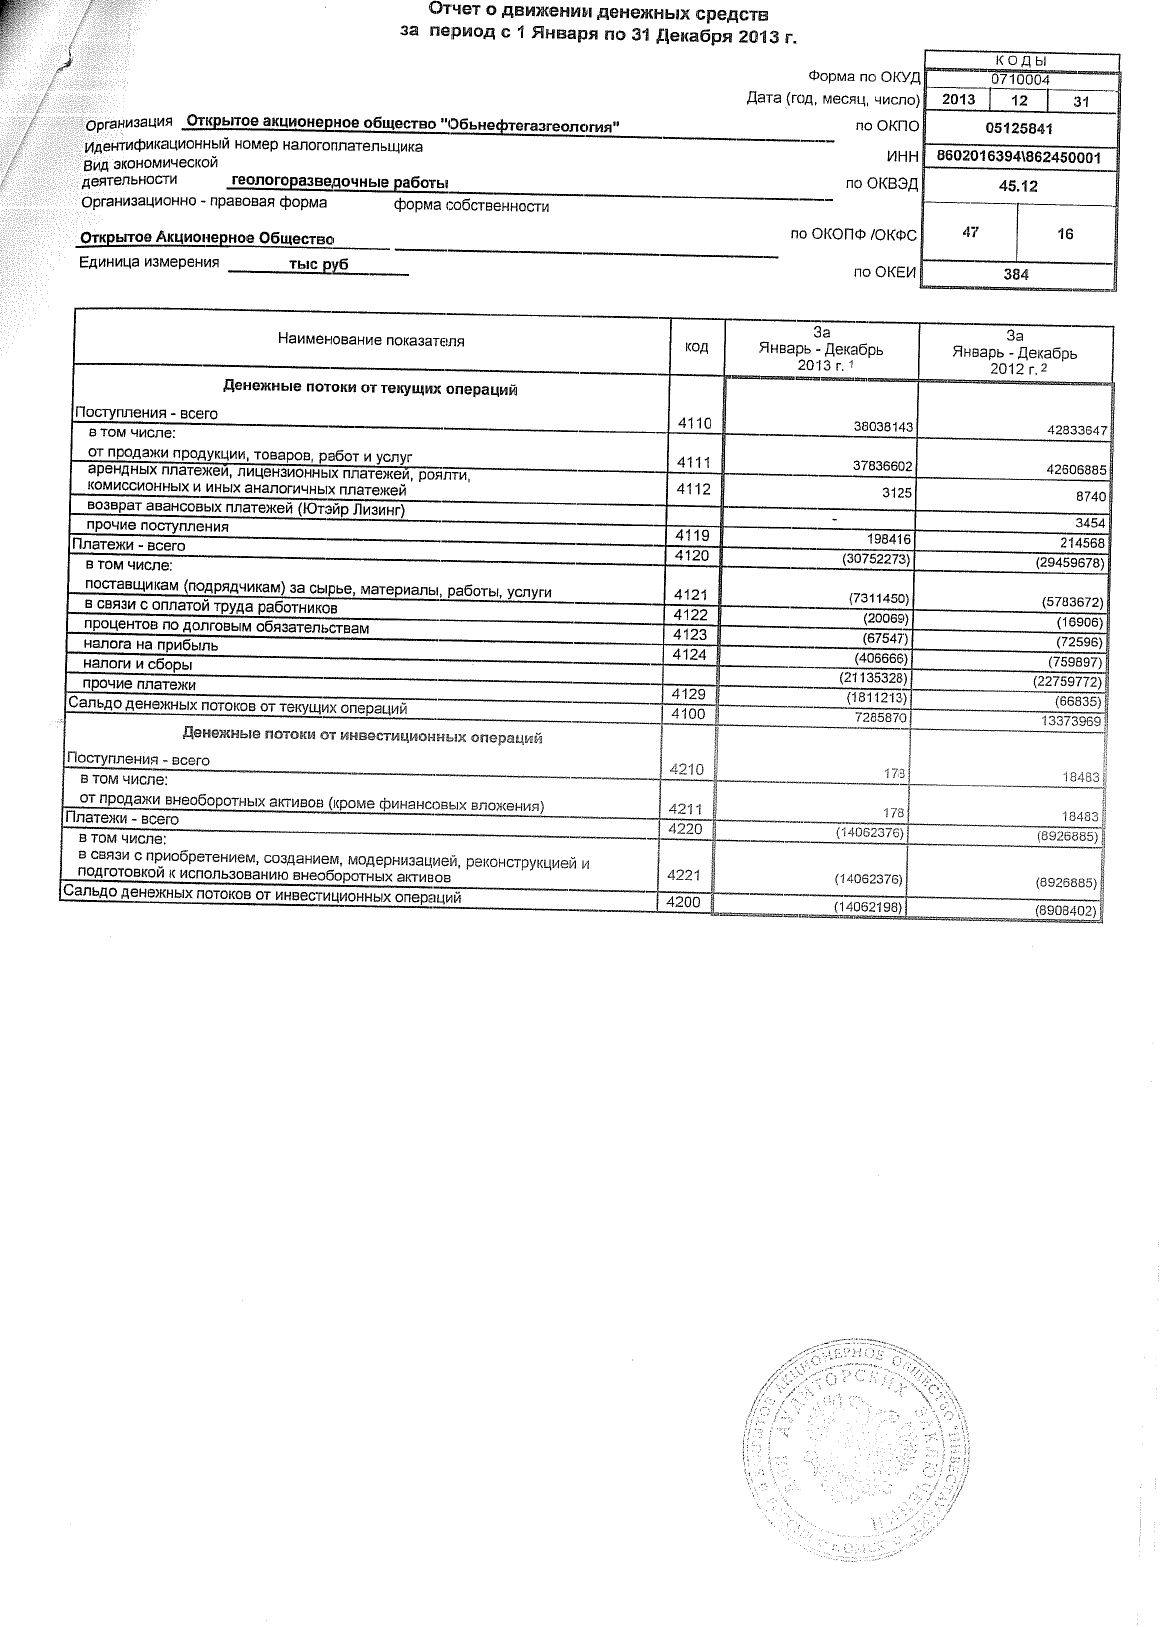 Отчет о движении денежных средств
за период с 1 Января по 31 Декабря 2013 г.
КОДЫ
Форма по ОКУД 0710004
Дата (год, месяц, число) 2013 12 31
Организация Открытое акционерное общество "Обьнефтегазгеология" по ОКПО 05125841
Идентификационный номер налогоплательщика ИНН 8602016394\862450001
Вид экономической
деятельности геологоразведочные работы по ОКВЭД 45.12
Организационно - правовая форма форма собственности
Открытое Акционерное Общество по ОКОПФ /ОКФС 47 16
Единица измерения тыс руб по ОКЕИ 384
Наименование показателя код За Январь - Декабрь 2013 г. 1 За Январь - Декабрь 2012 г. 2
Денежные потоки от текущих операций
Поступления - всего 4110 38038143 42833647
в том числе:
от продажи продукции, товаров, работ и услуг 4111 37836602 42606885
арендных платежей, лицензионных платежей, роялти,
комиссионных и иных аналогичных платежей 4112 3125 8740
возврат авансовых платежей (Ютэйр Лизинг) - 3454
прочие поступления 4119 198416 214568
Платежи - всего 4120 (30752273) (29459678)
в том числе:
поставщикам (подрядчикам) за сырье, материалы, работы, услуги 4121 (7311450) (5783672)
в связи с оплатой труда работников 4122 (20069) (16906)
процентов по долговым обязательствам 4123 (67547) (72596)
налога на прибыль 4124 (406666) (759897)
налоги и сборы (21135328) (22759772)
прочие платежи 4129 (1811213) (66835)
Сальдо денежных потоков от текущих операций 4100 7285870 13373969
Денежные потоки от инвестиционных операций
Поступления - всего 4210 178 18483
в том числе:
от продажи внеоборотных активов (кроме финансовых вложения) 4211 178 18483
Платежи - всего 4220 (14062376) (8926885)
в том числе:
в связи с приобретением, созданием, модернизацией, реконструкцией и
подготовкой к использованию внеоборотных активов 4221 (14062376) (8926885)
Сальдо денежных потоков от инвестиционных операций 4200 (14062198) (8908402)
АКЦИОНЕРНОЕ ОБЩЕСТВО
ДЛЯ АУДИТОРСКИХ ЗАКЛЮЧЕНИЙ